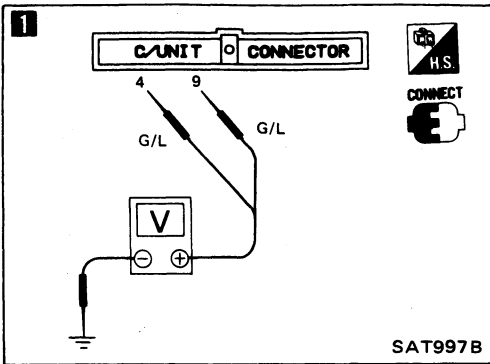 1
C/UNIT CONNECTOR
H.S.
CONNECT
4 9
G/L G/L
V
− +
SAT997B